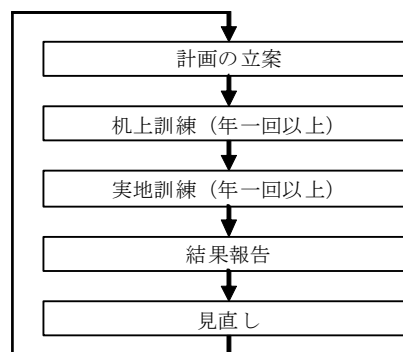 計画の立案
机上訓練（年一回以上）
実地訓練（年一回以上）
結果報告
見直し